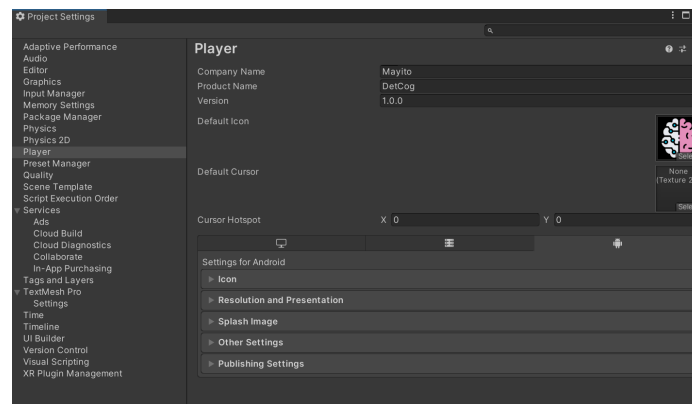 Project Settings
Adaptive Performance
Audio
Editor
Graphics
Input Manager
Memory Settings
Package Manager
Physics
Physics 2D
Player
Preset Manager
Quality
Scene Template
Script Execution Order
Services
Ads
Cloud Build
Cloud Diagnostics
Collaborate
In-App Purchasing
Tags and Layers
TextMesh Pro
Settings
Time
Timeline
UI Builder
Version Control
Visual Scripting
XR Plugin Management
Player
Company Name Mayito
Product Name DetCog
Version 1.0.0
Default Icon
Sele
Default Cursor
None
(Texture 2
Sele
Cursor Hotspot X 0 Y 0
Settings for Android
Icon
Resolution and Presentation
Splash Image
Other Settings
Publishing Settings